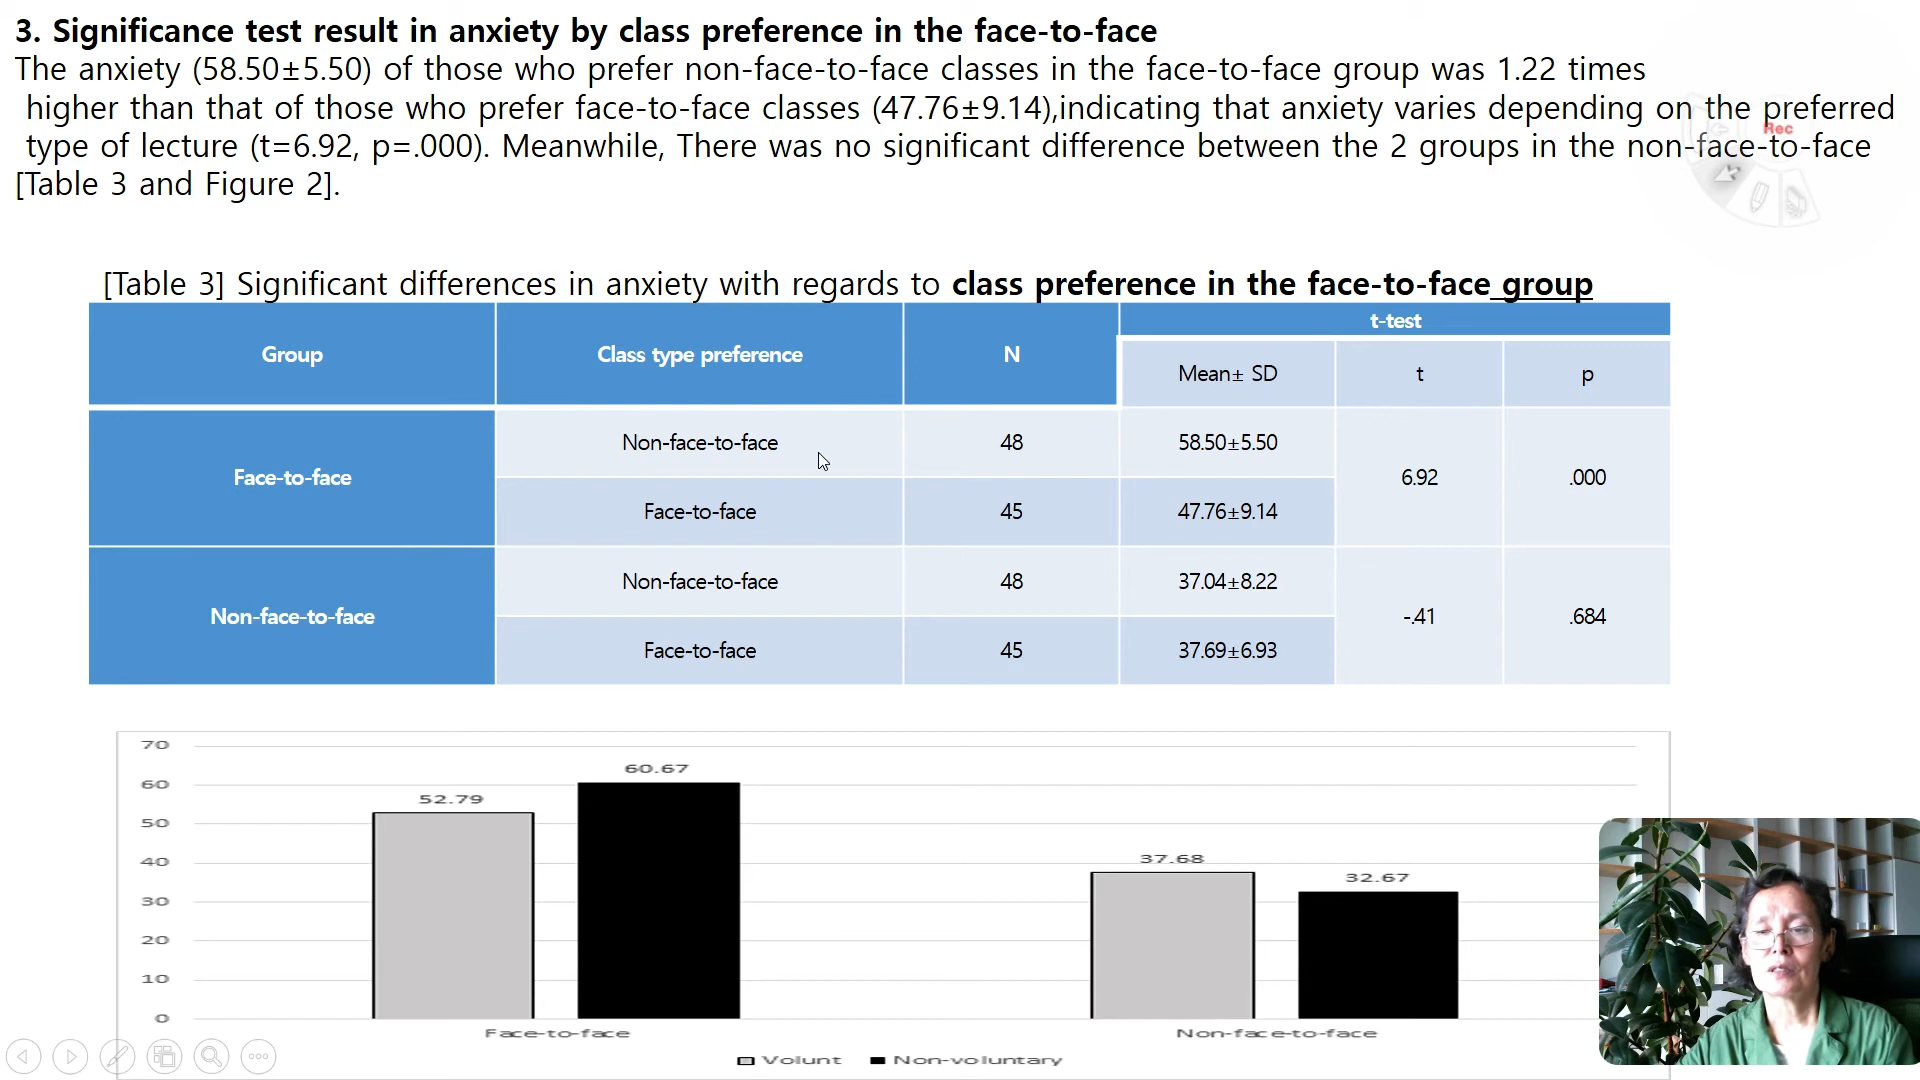 3. Significance test result in anxiety by class preference in the face-to-face
The anxiety (58.50±5.50) of those who prefer non-face-to-face classes in the face-to-face group was 1.22 times
higher than that of those who prefer face-to-face classes (47.76±9.14),indicating that anxiety varies depending on the preferred
type of lecture (t=6.92, p=.000). Meanwhile, There was no significant difference between the 2 groups in the non-face-to-face
[Table 3 and Figure 2].
Rec
[Table 3] Significant differences in anxiety with regards to class preference in the face-to-face group
Group Class type preference N t-test
Mean± SD t p
Face-to-face Non-face-to-face 48 58.50±5.50 6.92 .000
Face-to-face 45 47.76±9.14
Non-face-to-face Non-face-to-face 48 37.04±8.22 -.41 .684
Face-to-face 45 37.69±6.93
70
60
50
40
30
20
10
0
52.79
60.67
37.68
32.67
Face-to-face Non-face-to-face
Volunt Non-voluntary